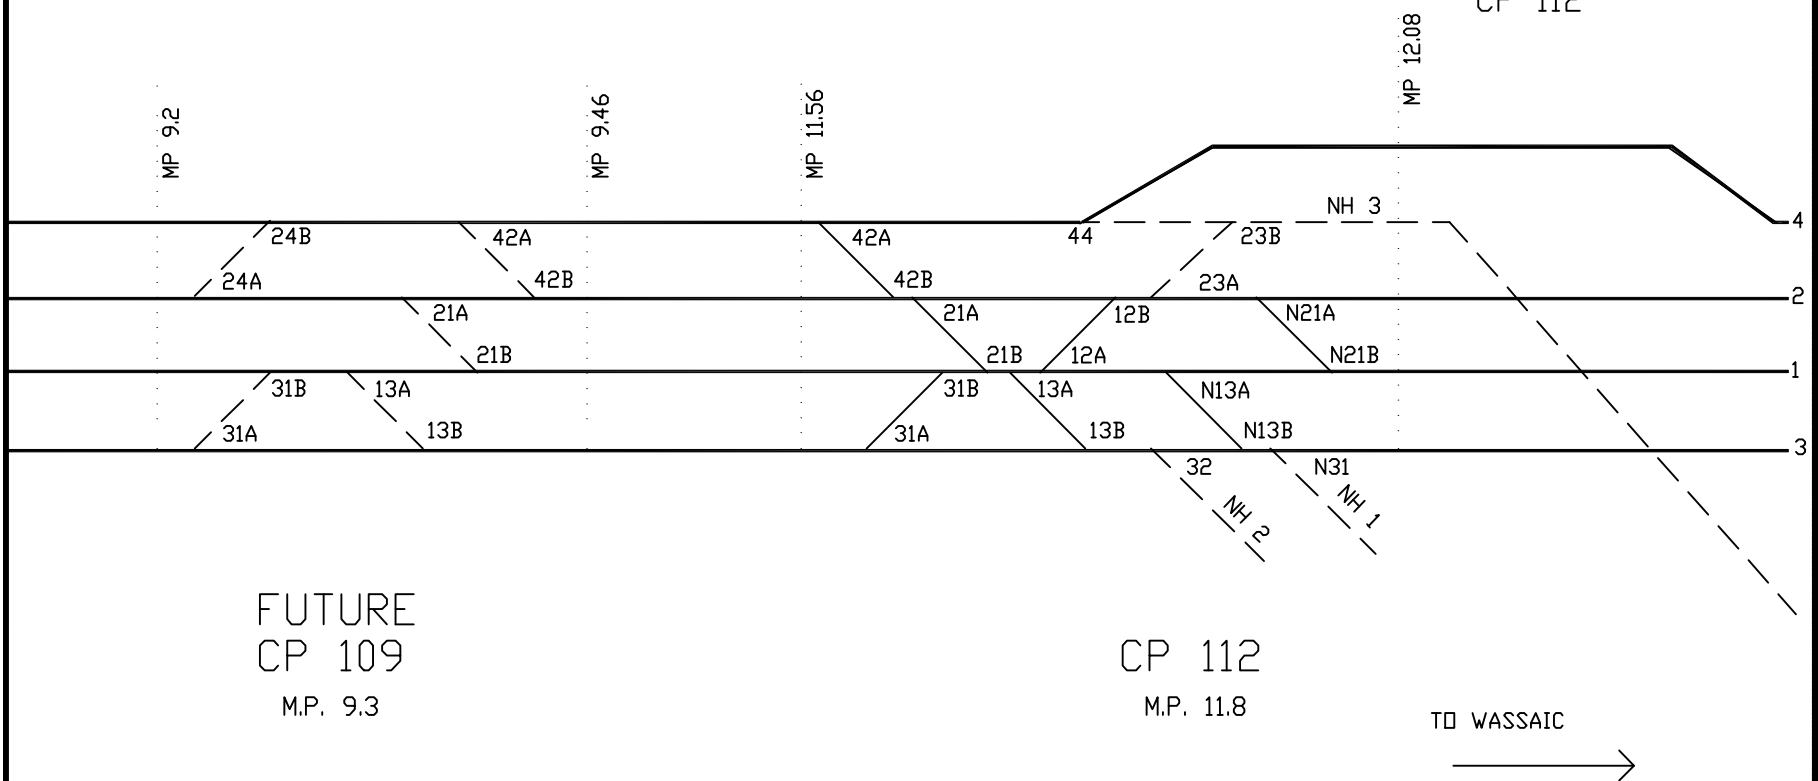 CP 112
MP 9.2
MP 9.46
MP 11.56
MP 12.08
NH 3
4
24B
42A
42A
44
23B
24A
42B
42B
23A
2
21A
21A
12B
N21A
21B
21B
12A
N21B
1
31B
13A
31B
13A
N13A
31A
13B
31A
13B
N13B
3
32
N31
NH 2
NH 1
FUTURE
CP 109
M.P. 9.3
CP 112
M.P. 11.8
TO WASSAIC